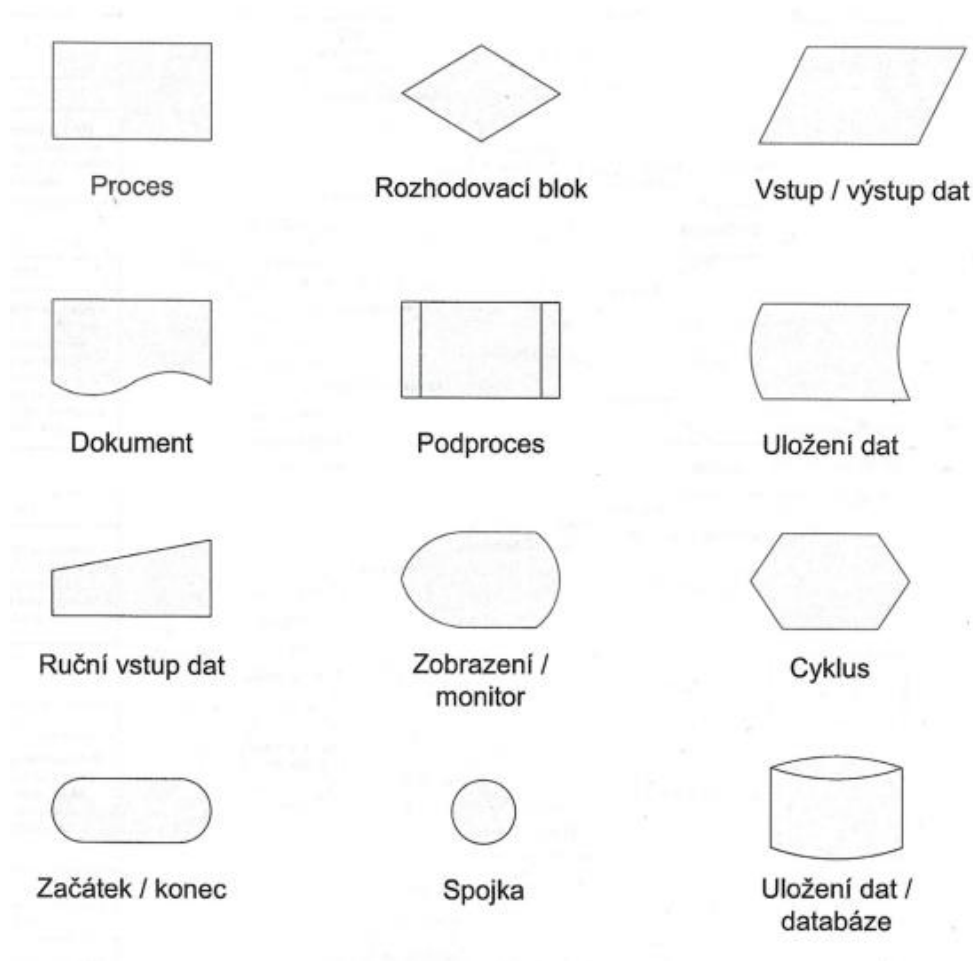 Proces
Rozhodovací blok
Vstup / výstup dat
Dokument
Podproces
Uložení dat
Ruční vstup dat
Zobrazení /
monitor
Cyklus
Začátek / konec
Spojka
Uložení dat /
databáze